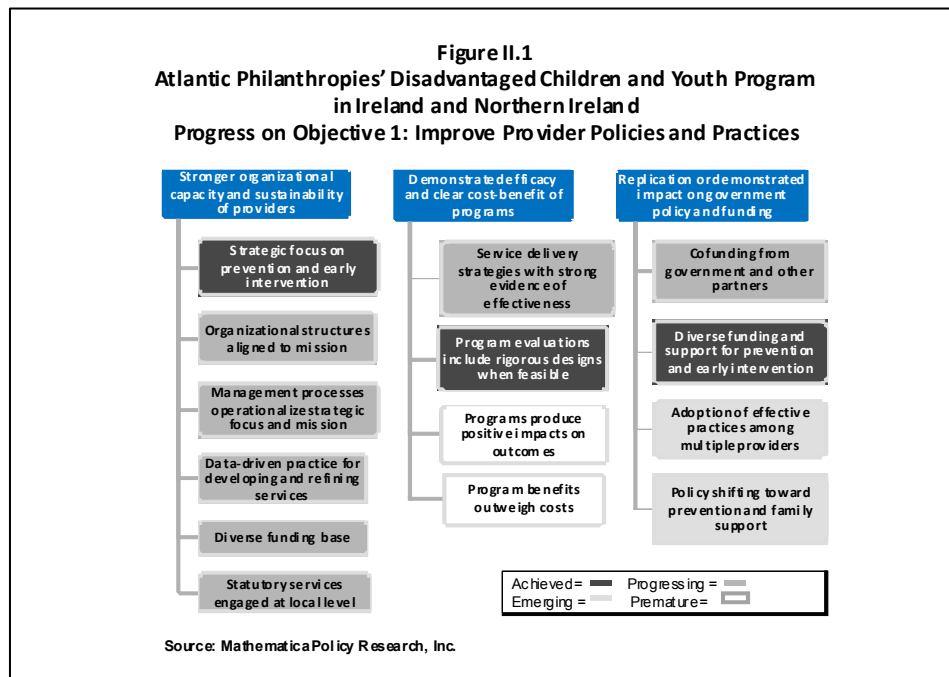 Figure II.1
Atlantic Philanthropies' Disadvantaged Children and Youth Program
in Ireland and Northern Ireland
Progress on Objective 1: Improve Provider Policies and Practices
Stronger organizational
capacity and sustainability
of providers
Strategic focus on
prevention and early
intervention
Organizational structures
aligned to mission
Management processes
operationalize strategic
focus and mission
Data-driven practice for
developing and refining
services
Diverse funding base
Statutory services
engaged at local level
Demonstrated efficacy
and clear cost-benefit of
programs
Service delivery
strategies with strong
evidence of
effectiveness
Program evaluations
include rigorous designs
when feasible
Programs produce
positive impacts on
outcomes
Program benefits
outweigh costs
Replication or demonstrated
impact on government
policy and funding
Cofunding from
government and other
partners
Diverse funding and
support for prevention
and early intervention
Adoption of effective
practices among
multiple providers
Policy shifting toward
prevention and family
support
Achieved = Progressing =
Emerging = Premature =
Source: Mathematica Policy Research, Inc.